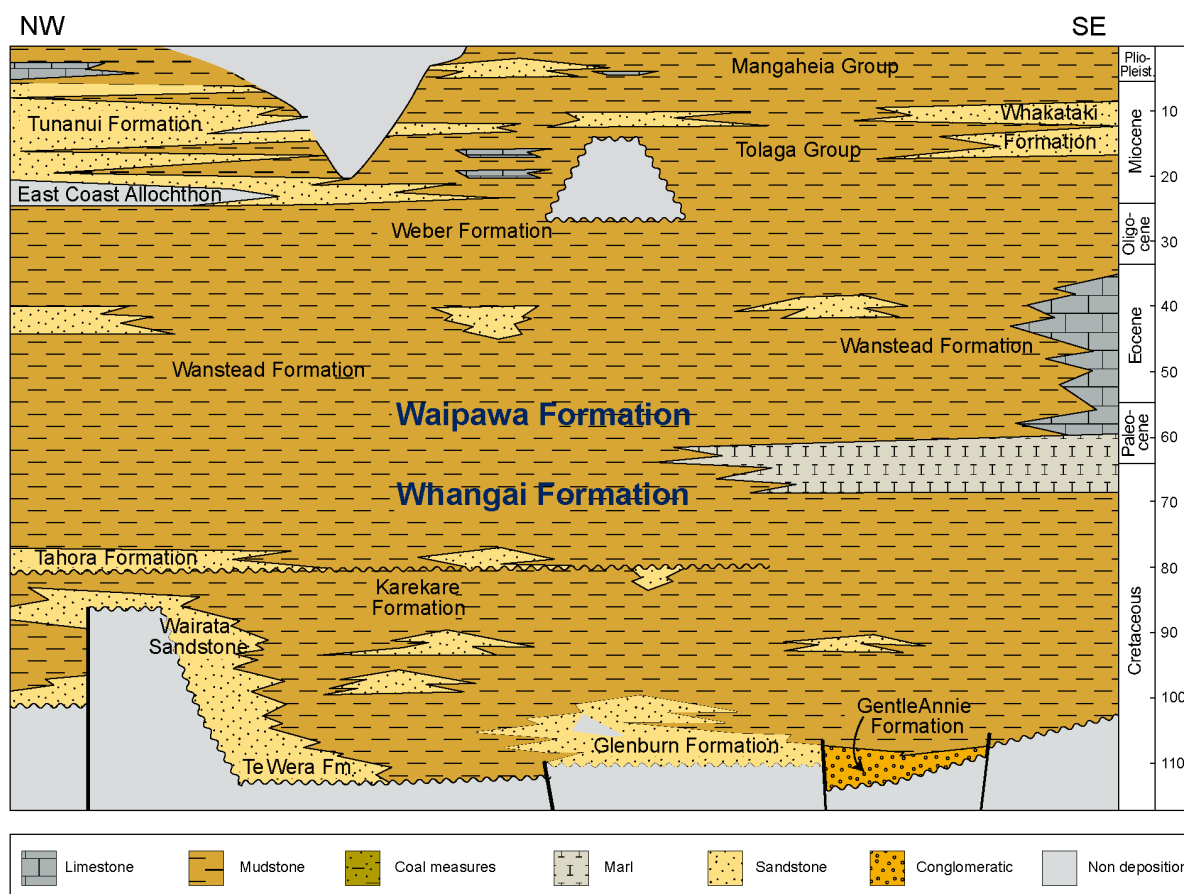 NW
SE
Mangaheia Group
Plio-
Pleist.
Tunanui Formation
Whakataki
Formation
10
Tolaga Group
Miocene
East Coast Allochthon
20
Weber Formation
Oligo-
cene
30
40
Wanstead Formation
Wanstead Formation
Eocene
50
Waipawa Formation
Paleo-
cene
60
Whangai Formation
70
Tahora Formation
80
Karekare
Formation
Wairata
Sandstone
90
Cretaceous
100
GentleAnnie
Formation
Glenburn Formation
TeWera Fm
110
Limestone
Mudstone
Coal measures
Marl
Sandstone
Conglomeratic
Non deposition